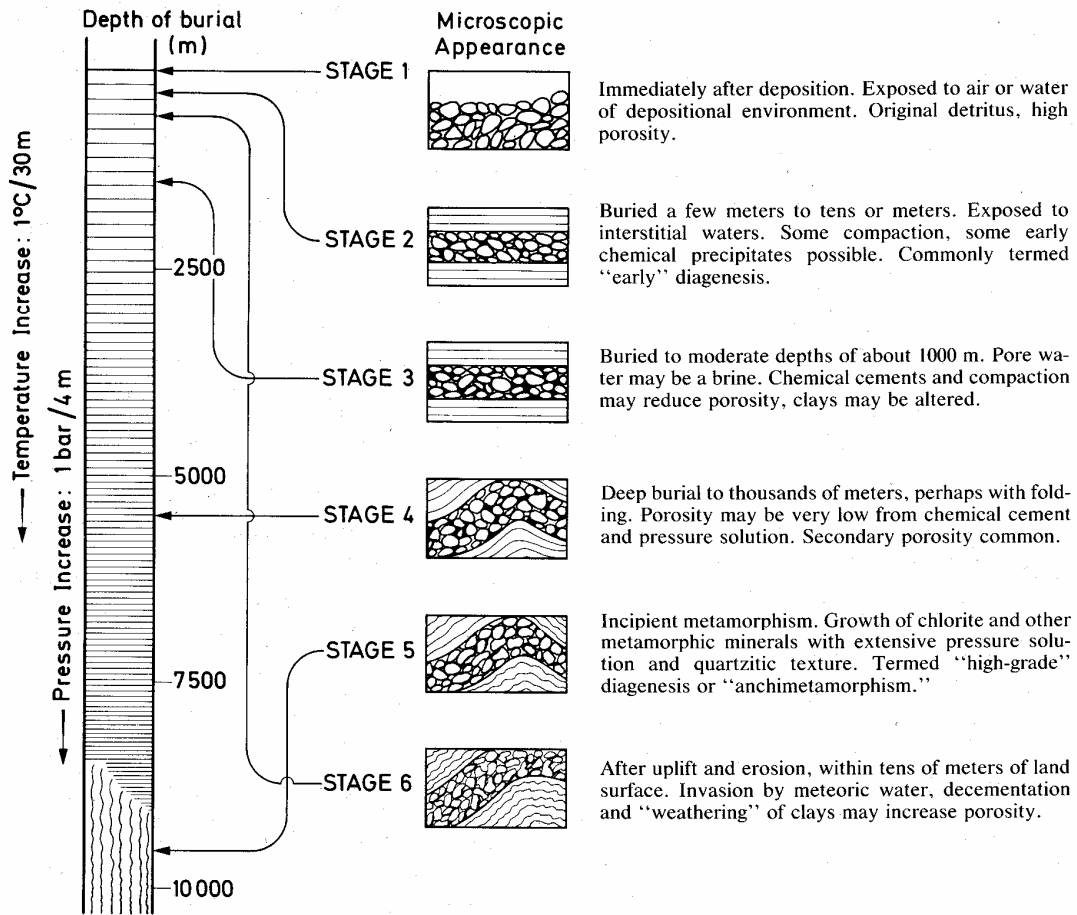 Depth of burial
(m)
Microscopic
Appearance
Temperature Increase: 1°C/30 m
Pressure Increase: 1 bar/4 m
2500
5000
7500
10 000
STAGE 1
Immediately after deposition. Exposed to air or water
of depositional environment. Original detritus, high
porosity.
STAGE 2
Buried a few meters to tens or meters. Exposed to
interstitial waters. Some compaction, some early
chemical precipitates possible. Commonly termed
“early” diagenesis.
STAGE 3
Buried to moderate depths of about 1000 m. Pore wa-
ter may be a brine. Chemical cements and compaction
may reduce porosity, clays may be altered.
STAGE 4
Deep burial to thousands of meters, perhaps with fold-
ing. Porosity may be very low from chemical cement
and pressure solution. Secondary porosity common.
STAGE 5
Incipient metamorphism. Growth of chlorite and other
metamorphic minerals with extensive pressure solu-
tion and quartzitic texture. Termed “high-grade”
diagenesis or “anchimetamorphism.”
STAGE 6
After uplift and erosion, within tens of meters of land
surface. Invasion by meteoric water, decementation
and “weathering” of clays may increase porosity.